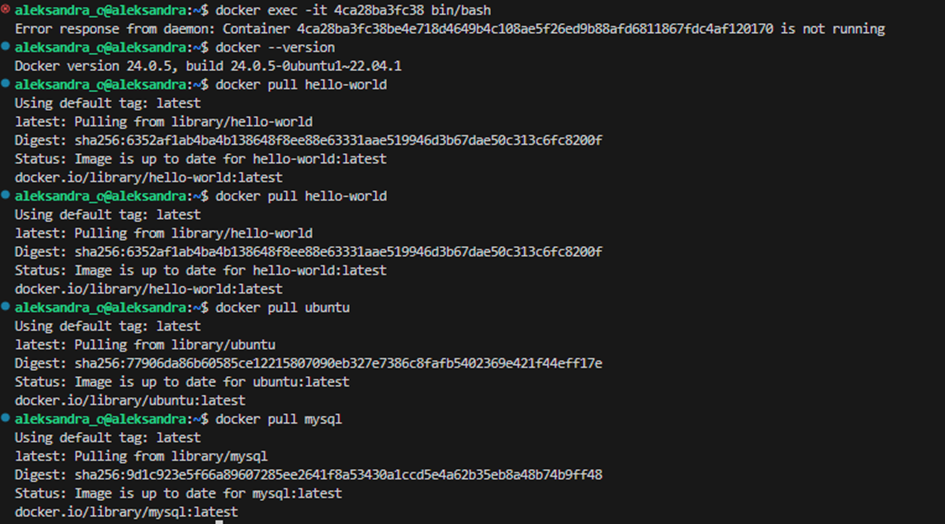 aleksandra_c@aleksandra:~$ docker exec -it 4ca28ba3fc38 bin/bash
Error response from daemon: Container 4ca28ba3fc38be4e718d4649b4c108ae5f26ed9b88afd6811867fdc4af120170 is not running
aleksandra_c@aleksandra:~$ docker --version
Docker version 24.0.5, build 24.0.5-0ubuntu1~22.04.1
aleksandra_c@aleksandra:~$ docker pull hello-world
Using default tag: latest
latest: Pulling from library/hello-world
Digest: sha256:6352af1ab4ba4b138648f8ee88e63331aae519946d3b67dae50c313c6fc8200f
Status: Image is up to date for hello-world:latest
docker.io/library/hello-world:latest
aleksandra_c@aleksandra:~$ docker pull hello-world
Using default tag: latest
latest: Pulling from library/hello-world
Digest: sha256:6352af1ab4ba4b138648f8ee88e63331aae519946d3b67dae50c313c6fc8200f
Status: Image is up to date for hello-world:latest
docker.io/library/hello-world:latest
aleksandra_c@aleksandra:~$ docker pull ubuntu
Using default tag: latest
latest: Pulling from library/ubuntu
Digest: sha256:77906da86b60585ce12215807090eb327e7386c8fafb5402369e421f44eff17e
Status: Image is up to date for ubuntu:latest
docker.io/library/ubuntu:latest
aleksandra_c@aleksandra:~$ docker pull mysql
Using default tag: latest
latest: Pulling from library/mysql
Digest: sha256:9d1c923e5f66a89607285ee2641f8a53430a1ccd5e4a62b35eb8a48b74b9ff48
Status: Image is up to date for mysql:latest
docker.io/library/mysql:latest